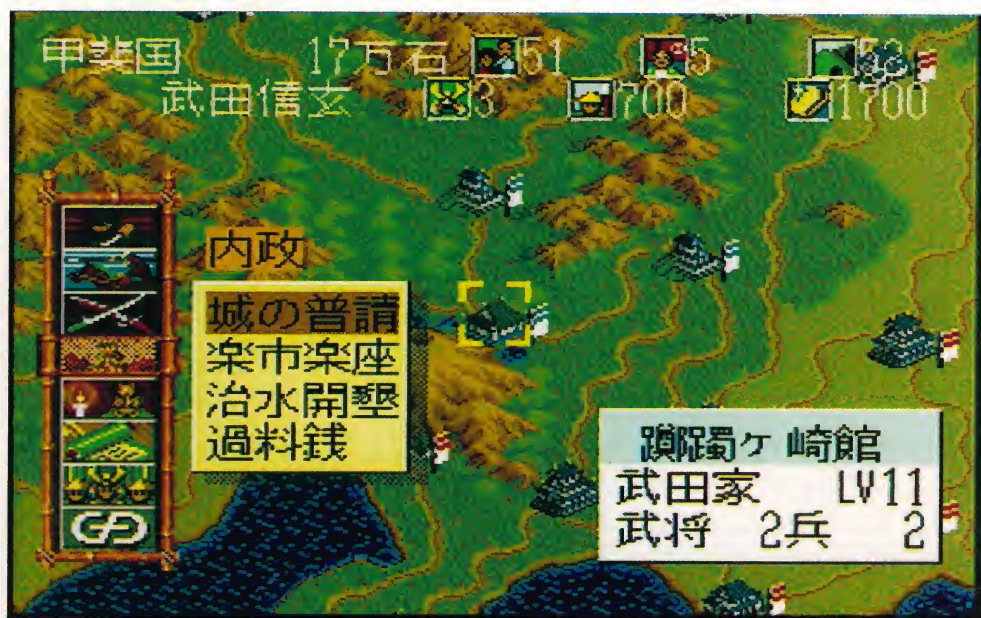 甲斐国 17万石 51 5 52
武田信玄 3 700 1700
内政
城の普請
楽市楽座
治水開墾
過料銭
躑躅ヶ崎館
武田家 LV11
武将 2兵 2